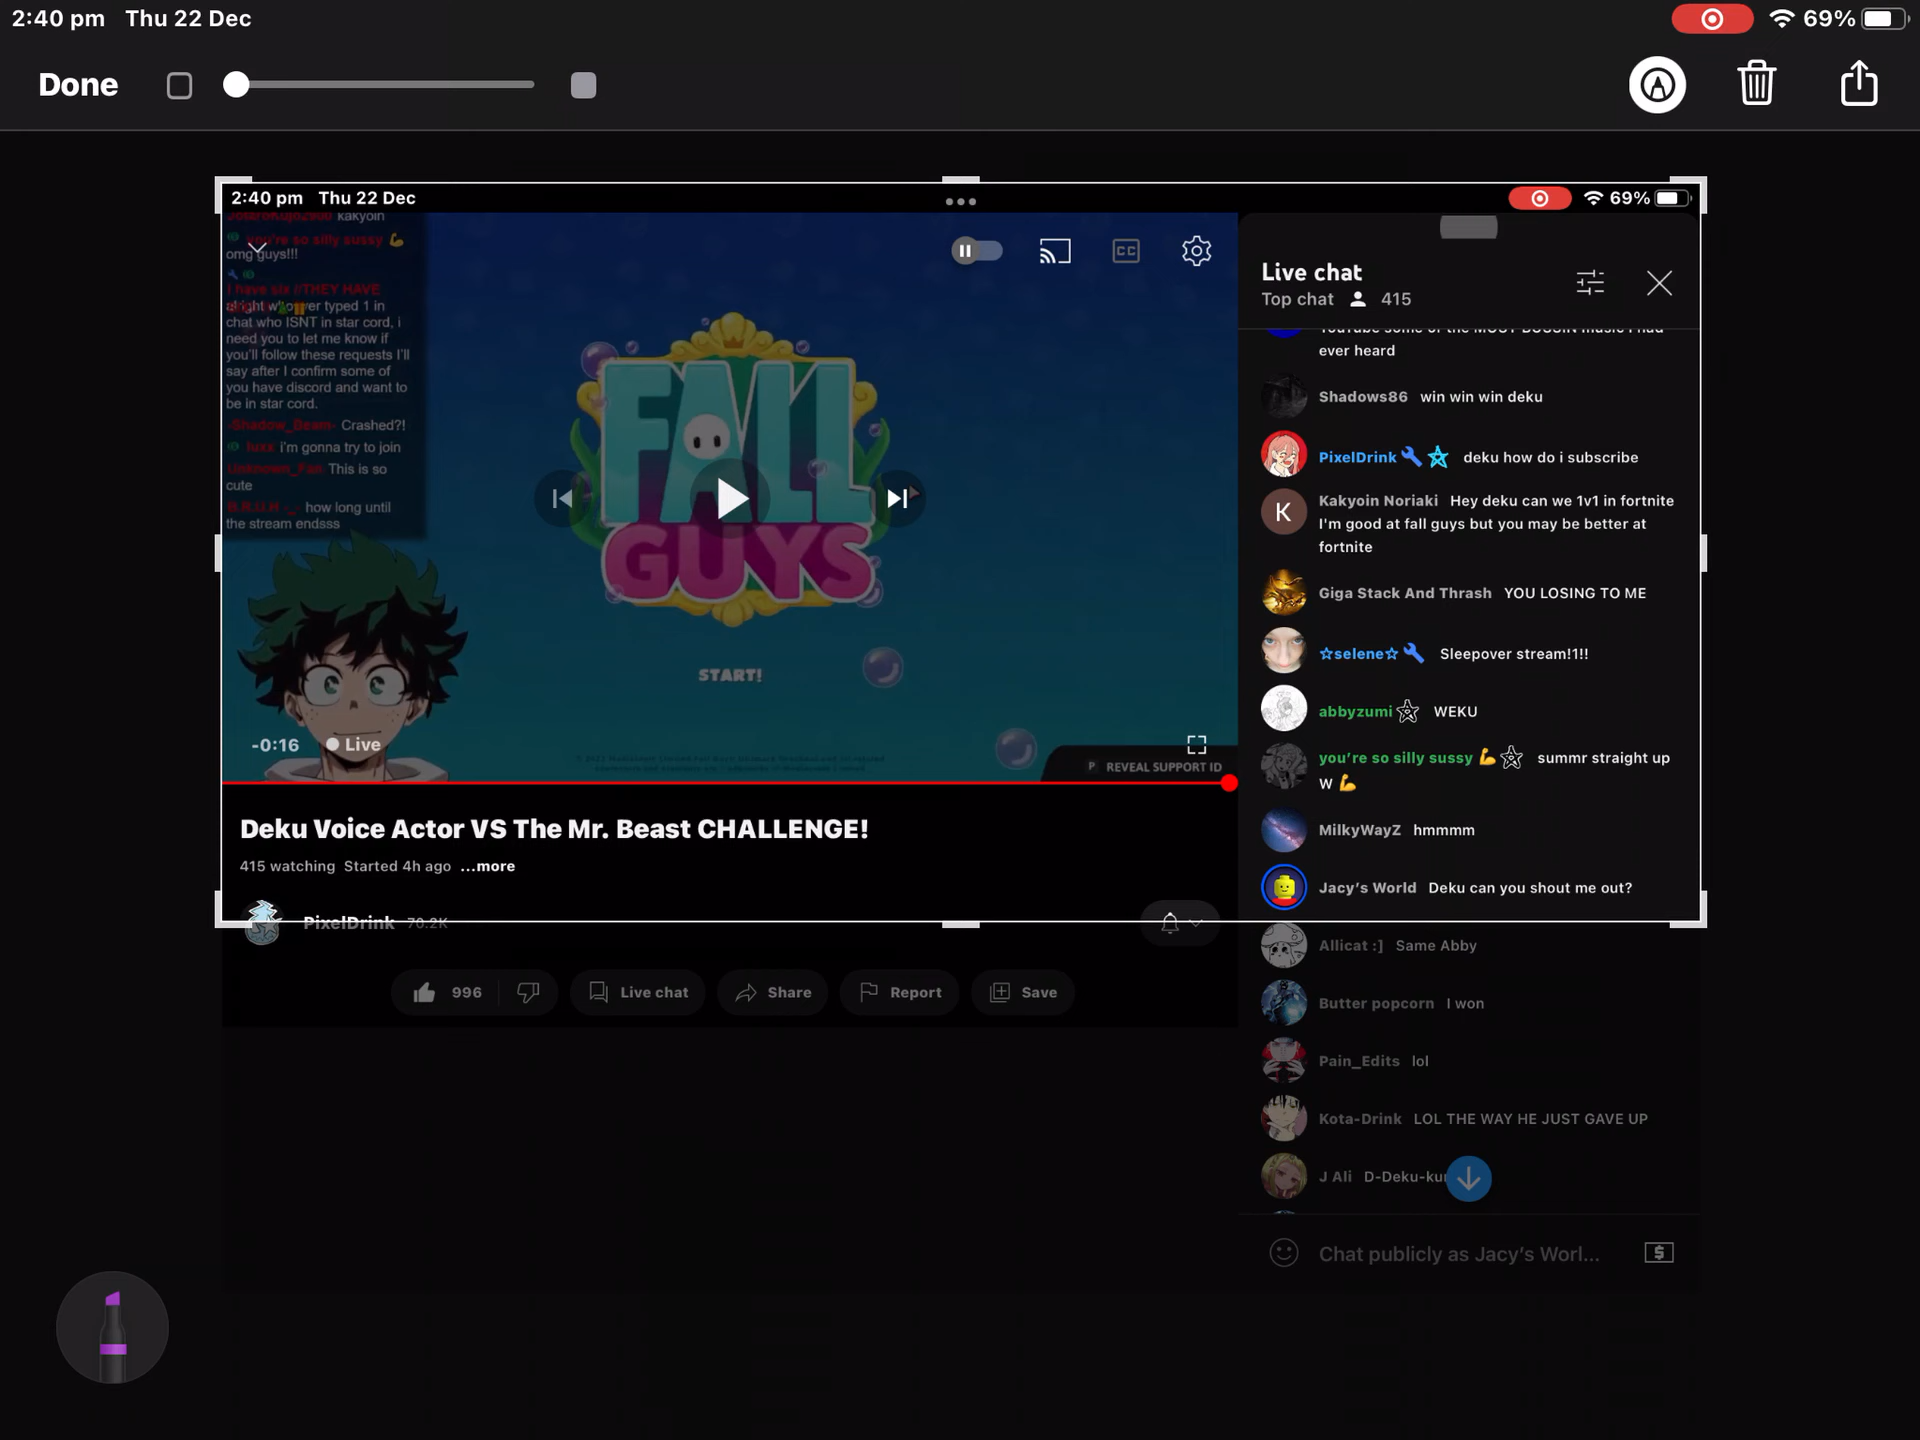 2:40 pm Thu 22 Dec
69%
Done
2:40 pm Thu 22 Dec
69%
kakyoin
you're so silly sussy 💪
omg guys!!!
I have six //THEY HAVE
alright whoever typed 1 in
chat who ISNT in star cord, i
need you to let me know if
you'll follow these requests I'll
say after I confirm some of
you have discord and want to
be in star cord.
-Shadow_Beam- Crashed?!
i'm gonna try to join
Unknown_Fan This is so
cute
B.R.U.H -_- how long until
the stream endsss
CC
FALL
GUYS
START!
-0:16 Live
P REVEAL SUPPORT ID
Deku Voice Actor VS The Mr. Beast CHALLENGE!
415 watching Started 4h ago ...more
PixelDrink 70.2K
996
Live chat
Share
Report
Save
Live chat
Top chat 415
YouTube some of the MOST BUSSIN music I had
ever heard
Shadows86 win win win deku
PixelDrink deku how do i subscribe
K
Kakyoin Noriaki Hey deku can we 1v1 in fortnite
I'm good at fall guys but you may be better at
fortnite
Giga Stack And Thrash YOU LOSING TO ME
☆selene☆ Sleepover stream!1!!
abbyzumi WEKU
you're so silly sussy 💪 summr straight up
w 💪
MilkyWayZ hmmmm
Jacy's World Deku can you shout me out?
Allicat :] Same Abby
Butter popcorn I won
Pain_Edits lol
Kota-Drink LOL THE WAY HE JUST GAVE UP
J Ali
Chat publicly as Jacy's Worl...
$